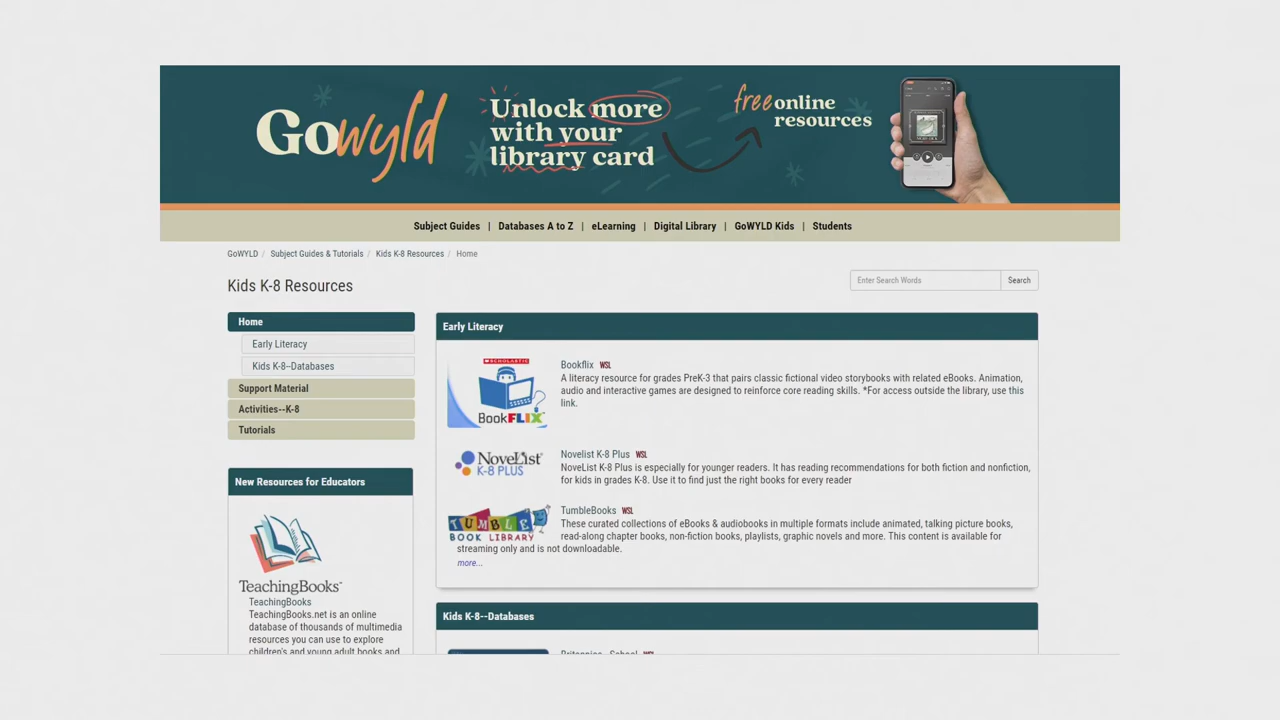 Gowyld
Unlock more
with your
library card
free online
resources
Subject Guides | Databases A to Z | eLearning | Digital Library | GoWYLD Kids | Students
GoWYLD / Subject Guides & Tutorials / Kids K-8 Resources / Home
Kids K-8 Resources
Enter Search Words
Search
Home
Early Literacy
Kids K-8--Databases
Support Material
Activities--K-8
Tutorials
New Resources for Educators
TeachingBooks
TeachingBooks
TeachingBooks.net is an online
database of thousands of multimedia
resources you can use to explore
children's and young adult books and
Early Literacy
SCHOLASTIC
BookFLIX
Bookflix WSL
A literacy resource for grades PreK-3 that pairs classic fictional video storybooks with related eBooks. Animation,
audio and interactive games are designed to reinforce core reading skills. *For access outside the library, use this
link.
NoveList
K-8 PLUS
Novelist K-8 Plus WSL
NoveList K-8 Plus is especially for younger readers. It has reading recommendations for both fiction and nonfiction,
for kids in grades K-8. Use it to find just the right books for every reader
TUMBLE
BOOK LIBRARY
TumbleBooks WSL
These curated collections of eBooks & audiobooks in multiple formats include animated, talking picture books,
read-along chapter books, non-fiction books, playlists, graphic novels and more. This content is available for
streaming only and is not downloadable.
more...
Kids K-8--Databases
Britannica - School WSL